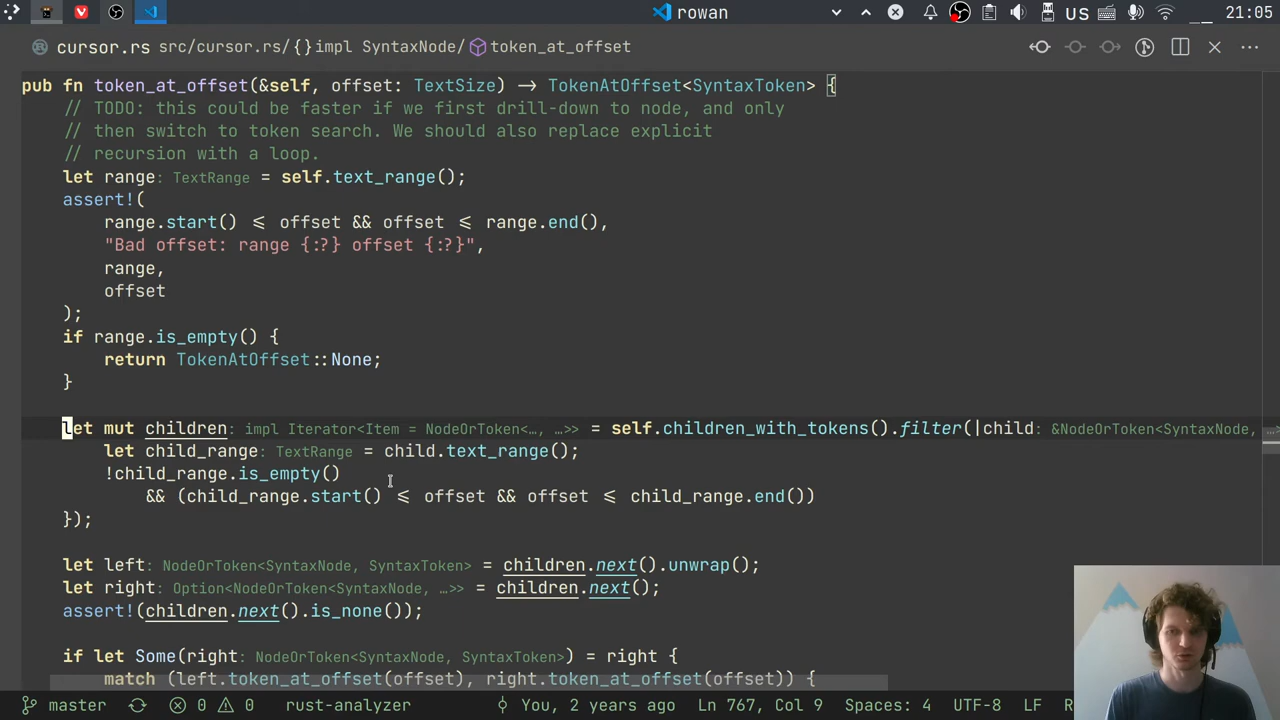 rowan
US
21:05
cursor.rs src/cursor.rs/{}impl SyntaxNode/token_at_offset
pub fn token_at_offset(&self, offset: TextSize) -> TokenAtOffset<SyntaxToken> {
// TODO: this could be faster if we first drill-down to node, and only
// then switch to token search. We should also replace explicit
// recursion with a loop.
let range: TextRange = self.text_range();
assert!(
range.start() <= offset && offset <= range.end(),
"Bad offset: range {:?} offset {:?}",
range,
offset
);
if range.is_empty() {
return TokenAtOffset::None;
}
let mut children: impl Iterator<Item = NodeOrToken<…, …>> = self.children_with_tokens().filter(|child: &NodeOrToken<SyntaxNode, …
let child_range: TextRange = child.text_range();
!child_range.is_empty()
&& (child_range.start() <= offset && offset <= child_range.end())
});
let left: NodeOrToken<SyntaxNode, SyntaxToken> = children.next().unwrap();
let right: Option<NodeOrToken<SyntaxNode, …>> = children.next();
assert!(children.next().is_none());
if let Some(right: NodeOrToken<SyntaxNode, SyntaxToken>) = right {
match (left.token_at_offset(offset), right.token_at_offset(offset)) {
master 0 0 rust-analyzer You, 2 years ago Ln 767, Col 9 Spaces: 4 UTF-8 LF